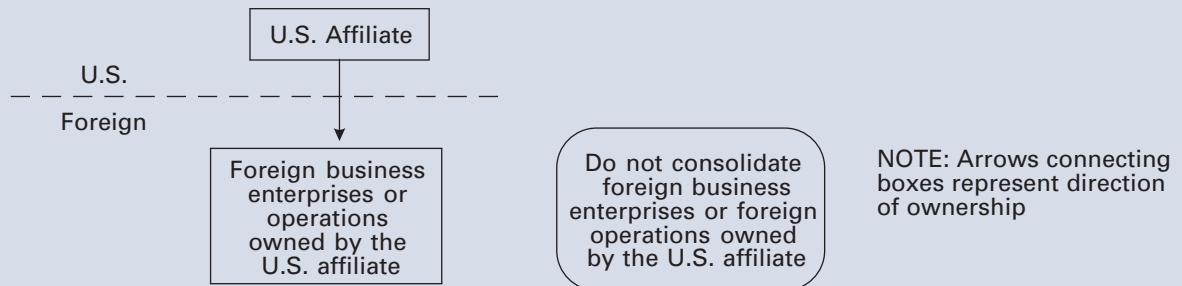 U.S. Affiliate
U.S.
Foreign
Foreign business
enterprises or
operations
owned by the
U.S. affiliate
Do not consolidate
foreign business
enterprises or foreign
operations owned
by the U.S. affiliate
NOTE: Arrows connecting
boxes represent direction
of ownership